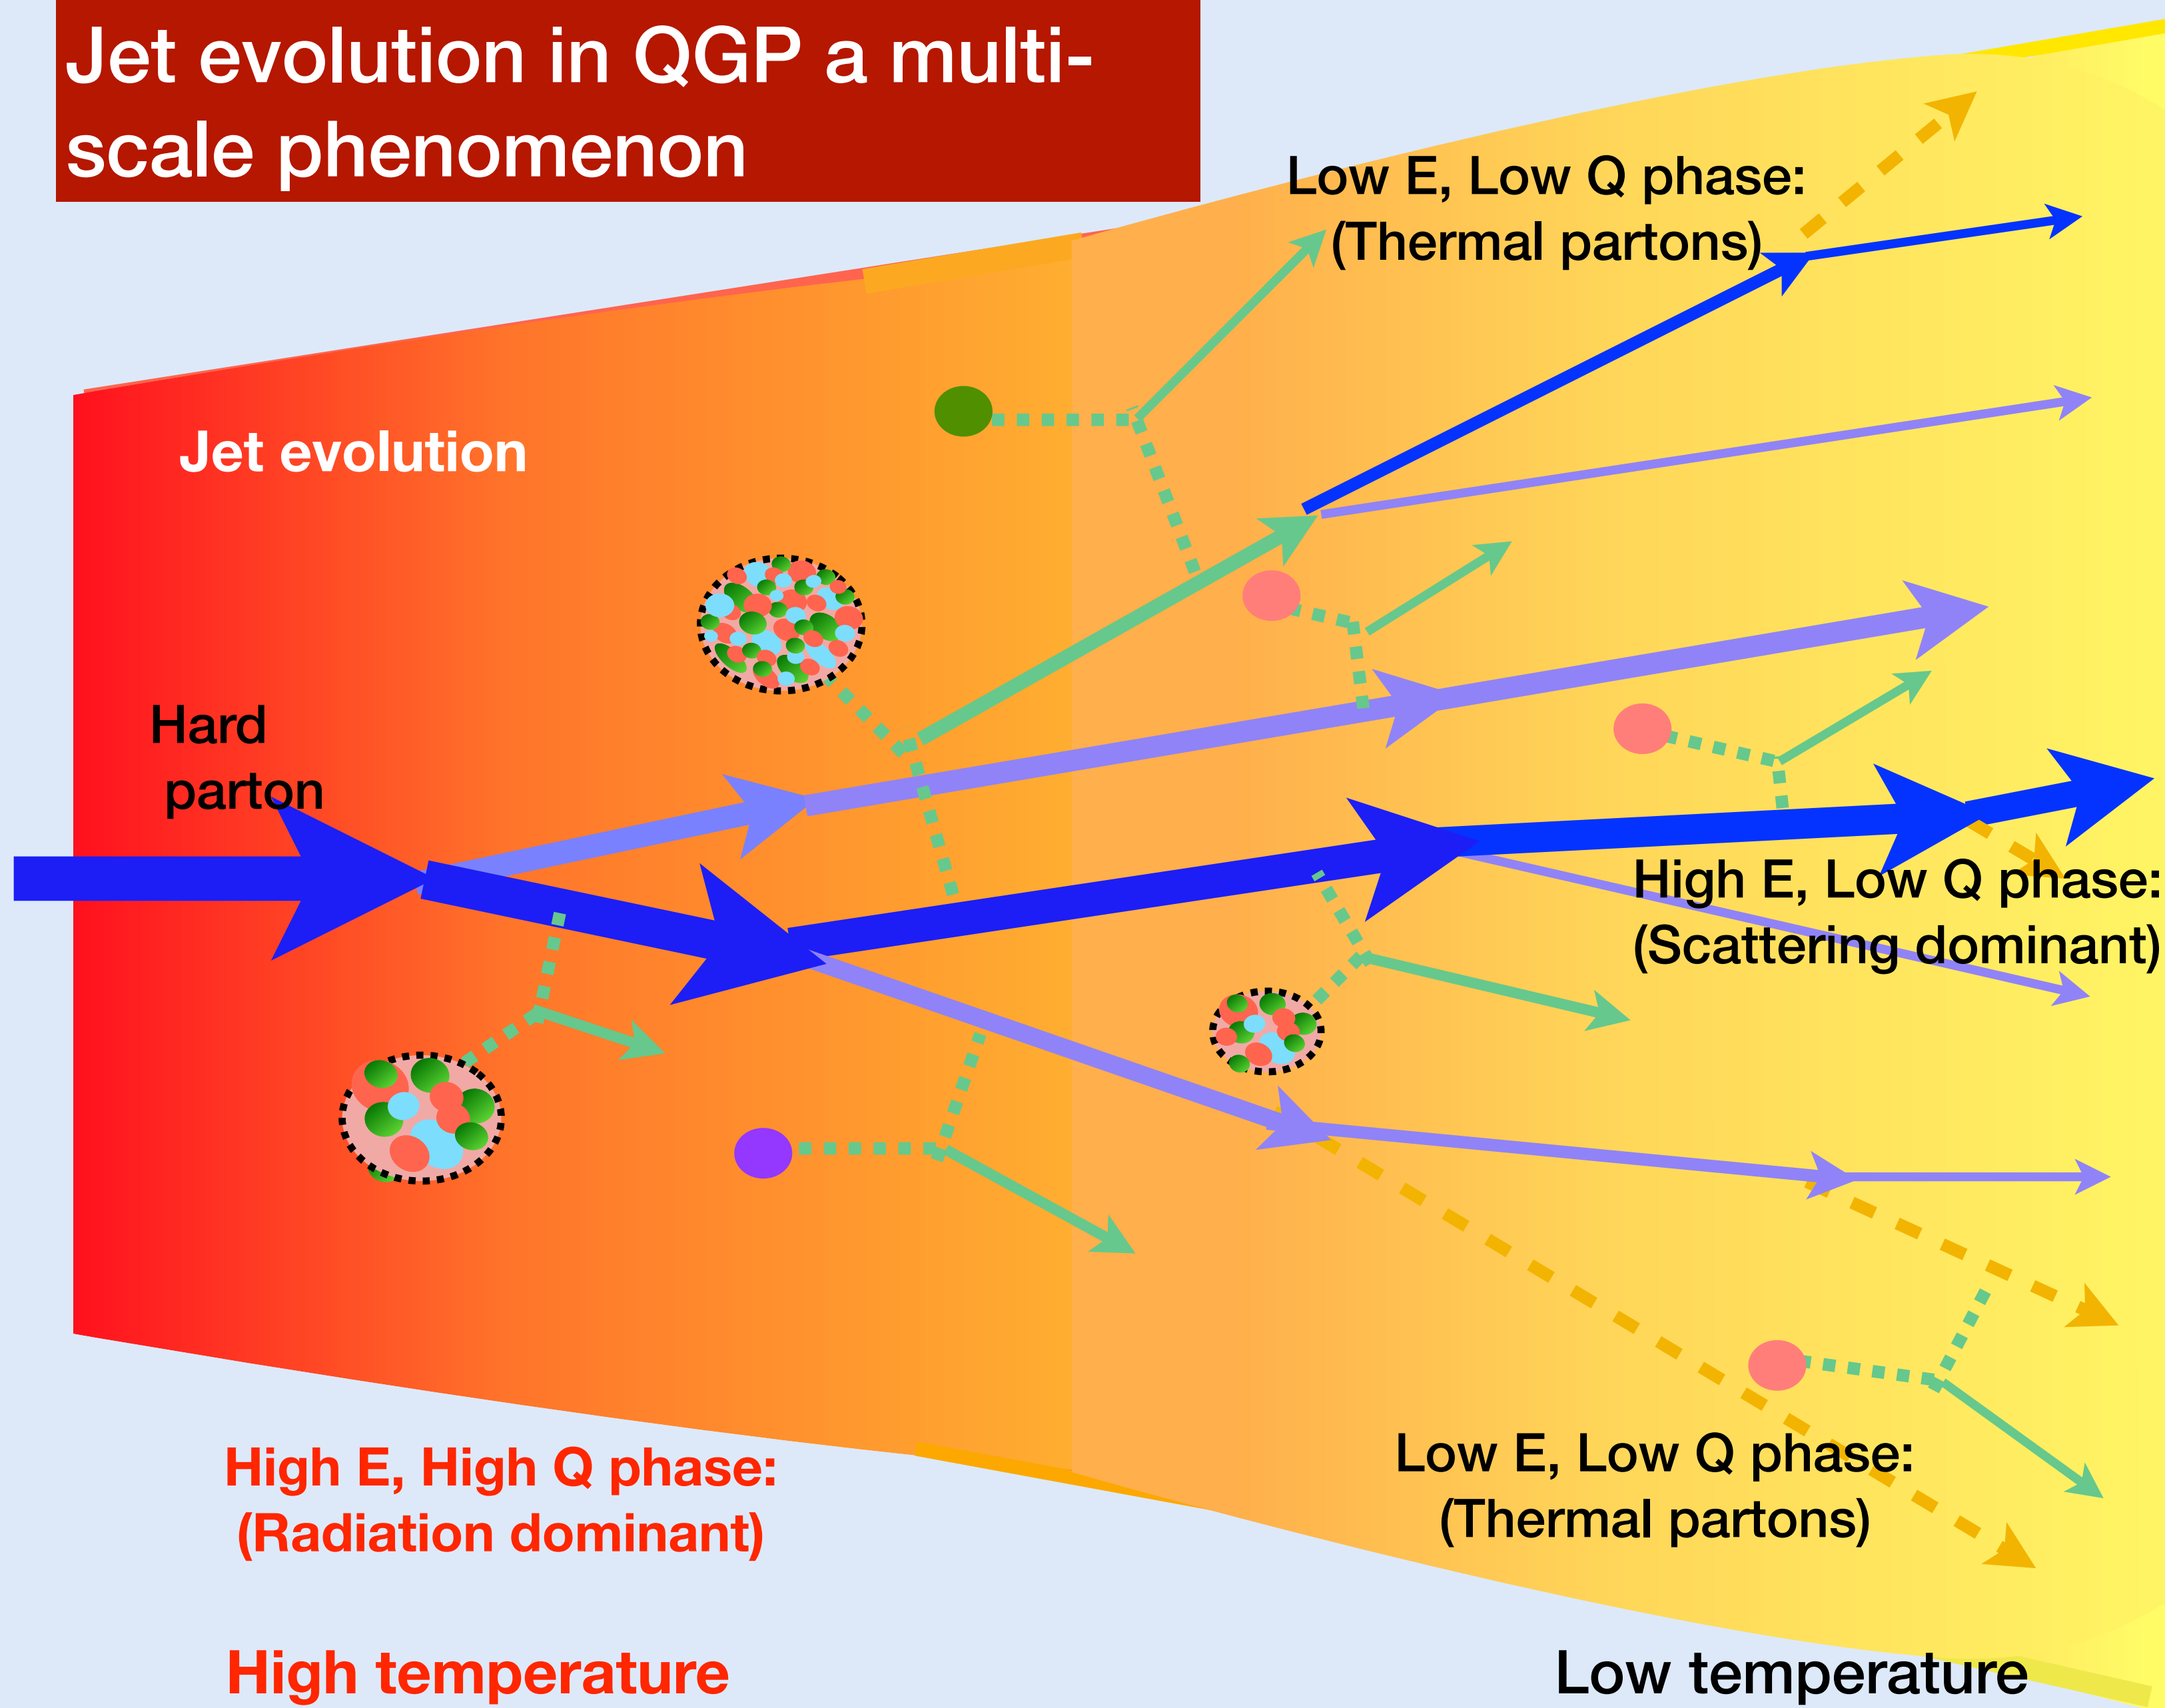 Jet evolution in QGP a multi-
scale phenomenon
Low E, Low Q phase:
(Thermal partons)
Jet evolution
Hard
parton
High E, Low Q phase:
(Scattering dominant)
Low E, Low Q phase:
(Thermal partons)
High E, High Q phase:
(Radiation dominant)
High temperature
Low temperature